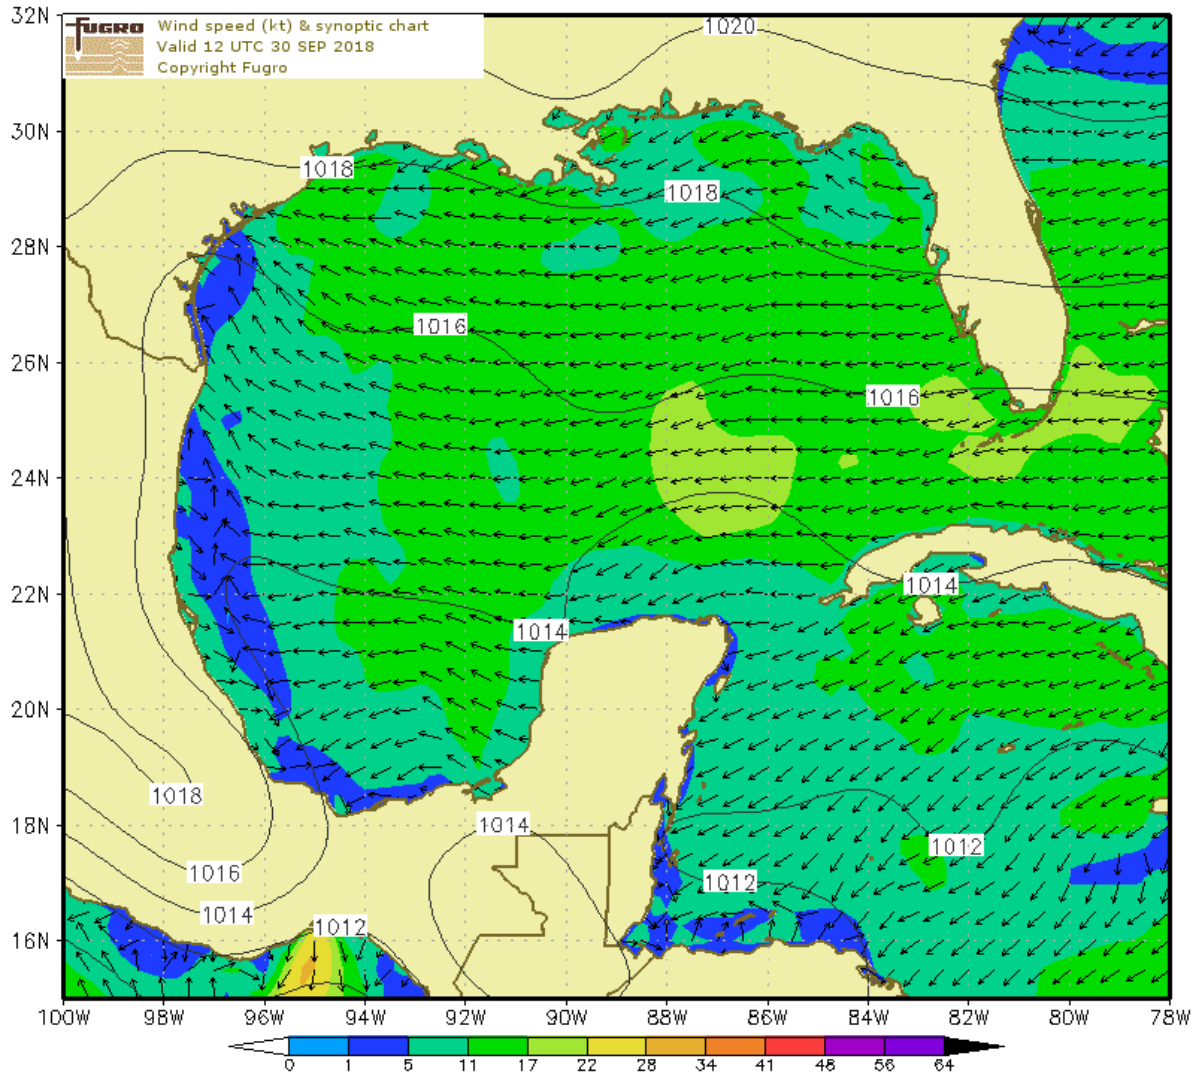 32N
FUGRO
Wind speed (kt) & synoptic chart
Valid 12 UTC 30 SEP 2018
Copyright Fugro
1020
30N
1018
1018
28N
1016
26N
1016
24N
22N
1014
1014
20N
1018
18N
1014
1012
1016
1012
1014
1012
16N
100W 98W 96W 94W 92W 90W 88W 86W 84W 82W 80W 78W
0 1 5 11 17 22 28 34 41 48 56 64